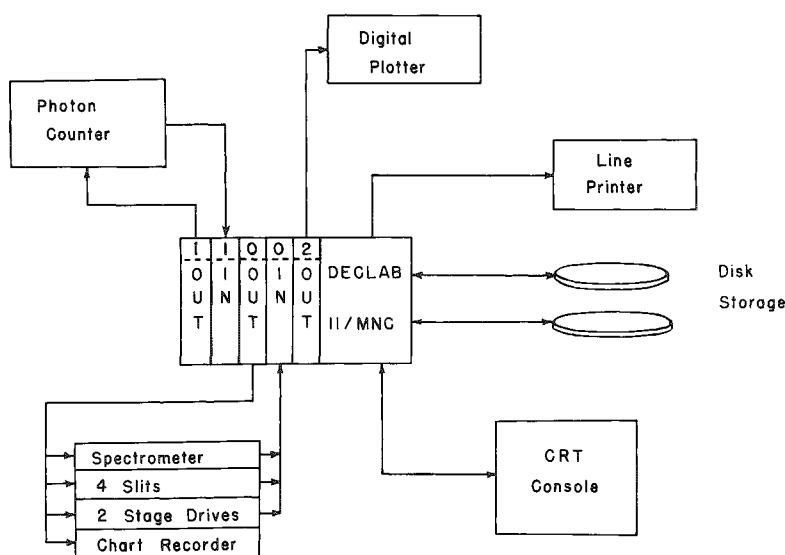 Digital
Plotter
Photon
Counter
Line
Printer
1 1 0 0 2
OUT IN OUT IN OUT
DECLAB
11/MNC
Disk
Storage
CRT
Console
Spectrometer
4 Slits
2 Stage Drives
Chart Recorder